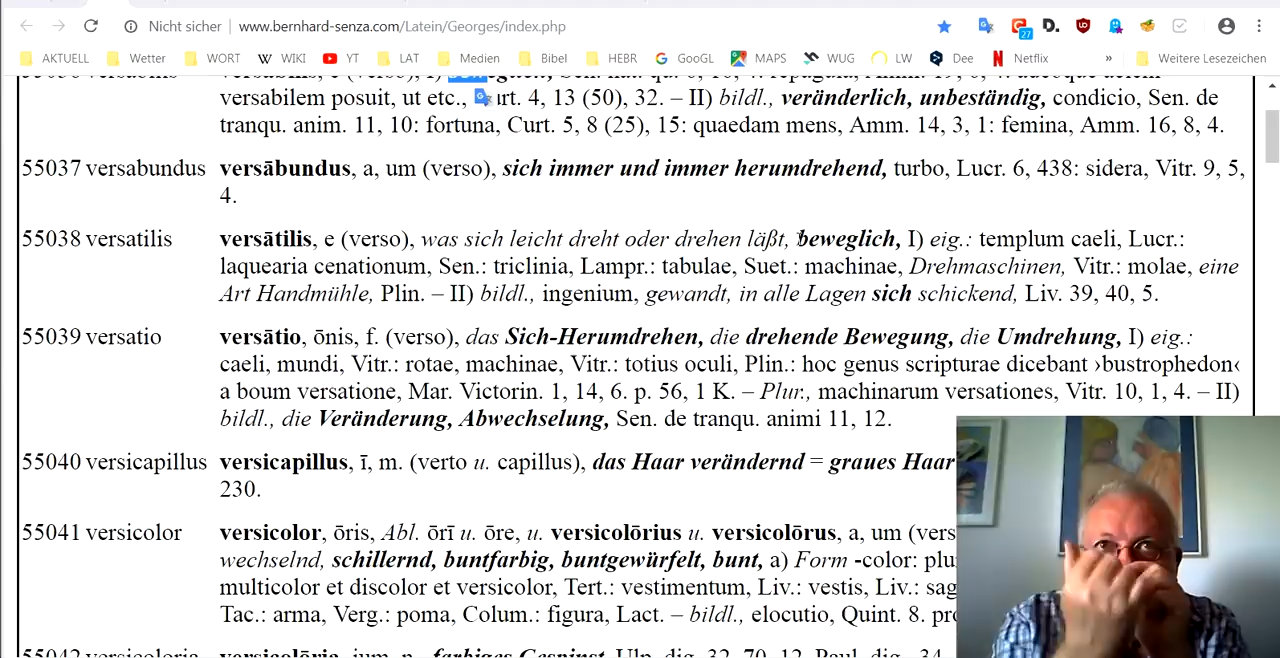 Nicht sicher | www.bernhard-senza.com/Latein/Georges/index.php
27 D.
AKTUELL Wetter WORT W WIKI YT LAT Medien Bibel HEBR G GooGL MAPS WUG LW Dee N Netflix » Weitere Lesezeichen
versabilem posuit, ut etc., urt. 4, 13 (50), 32. – II) bildl., veränderlich, unbeständig, condicio, Sen. de
tranqu. anim. 11, 10: fortuna, Curt. 5, 8 (25), 15: quaedam mens, Amm. 14, 3, 1: femina, Amm. 16, 8, 4.
55037 versabundus versābundus, a, um (verso), sich immer und immer herumdrehend, turbo, Lucr. 6, 438: sidera, Vitr. 9, 5,
4.
55038 versatilis versātilis, e (verso), was sich leicht dreht oder drehen läßt, beweglich, I) eig.: templum caeli, Lucr.:
laquearia cenationum, Sen.: triclinia, Lampr.: tabulae, Suet.: machinae, Drehmaschinen, Vitr.: molae, eine
Art Handmühle, Plin. – II) bildl., ingenium, gewandt, in alle Lagen sich schickend, Liv. 39, 40, 5.
55039 versatio versātio, ōnis, f. (verso), das Sich-Herumdrehen, die drehende Bewegung, die Umdrehung, I) eig.:
caeli, mundi, Vitr.: rotae, machinae, Vitr.: totius oculi, Plin.: hoc genus scripturae dicebant ›bustrophedon‹
a boum versatione, Mar. Victorin. 1, 14, 6. p. 56, 1 K. – Plur., machinarum versationes, Vitr. 10, 1, 4. – II)
bildl., die Veränderung, Abwechselung, Sen. de tranqu. animi 11, 12.
55040 versicapillus versicapillus, ī, m. (verto u. capillus), das Haar verändernd = graues Haar
230.
55041 versicolor versicolor, ōris, Abl. ōrī u. ōre, u. versicolōrius u. versicolōrus, a, um (vers
wechselnd, schillernd, buntfarbig, buntgewürfelt, bunt, a) Form -color: plu
multicolor et discolor et versicolor, Tert.: vestimentum, Liv.: vestis, Liv.: sag
Tac.: arma, Verg.: poma, Colum.: figura, Lact. – bildl., elocutio, Quint. 8. pro